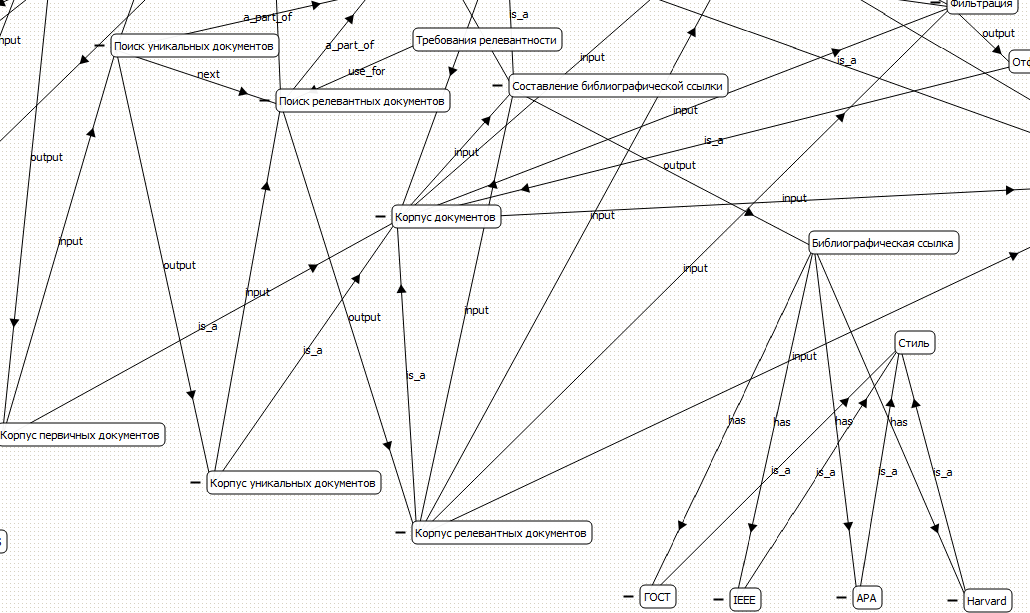 Фильтрация
a_part_of
is_a
output
input
Поиск уникальных документов
a_part_of
Требования релевантности
input
is_a
next
use_for
Составление библиографической ссылки
Поиск релевантных документов
input
is_a
output
input
output
input
Корпус документов
input
input
Библиографическая ссылка
output
input
input
input
output
input
is_a
Стиль
is_a
input
is_a
has
has
has
has
Корпус первичных документов
is_a
is_a
is_a
is_a
Корпус уникальных документов
Корпус релевантных документов
ГОСТ
IEEE
APA
Harvard